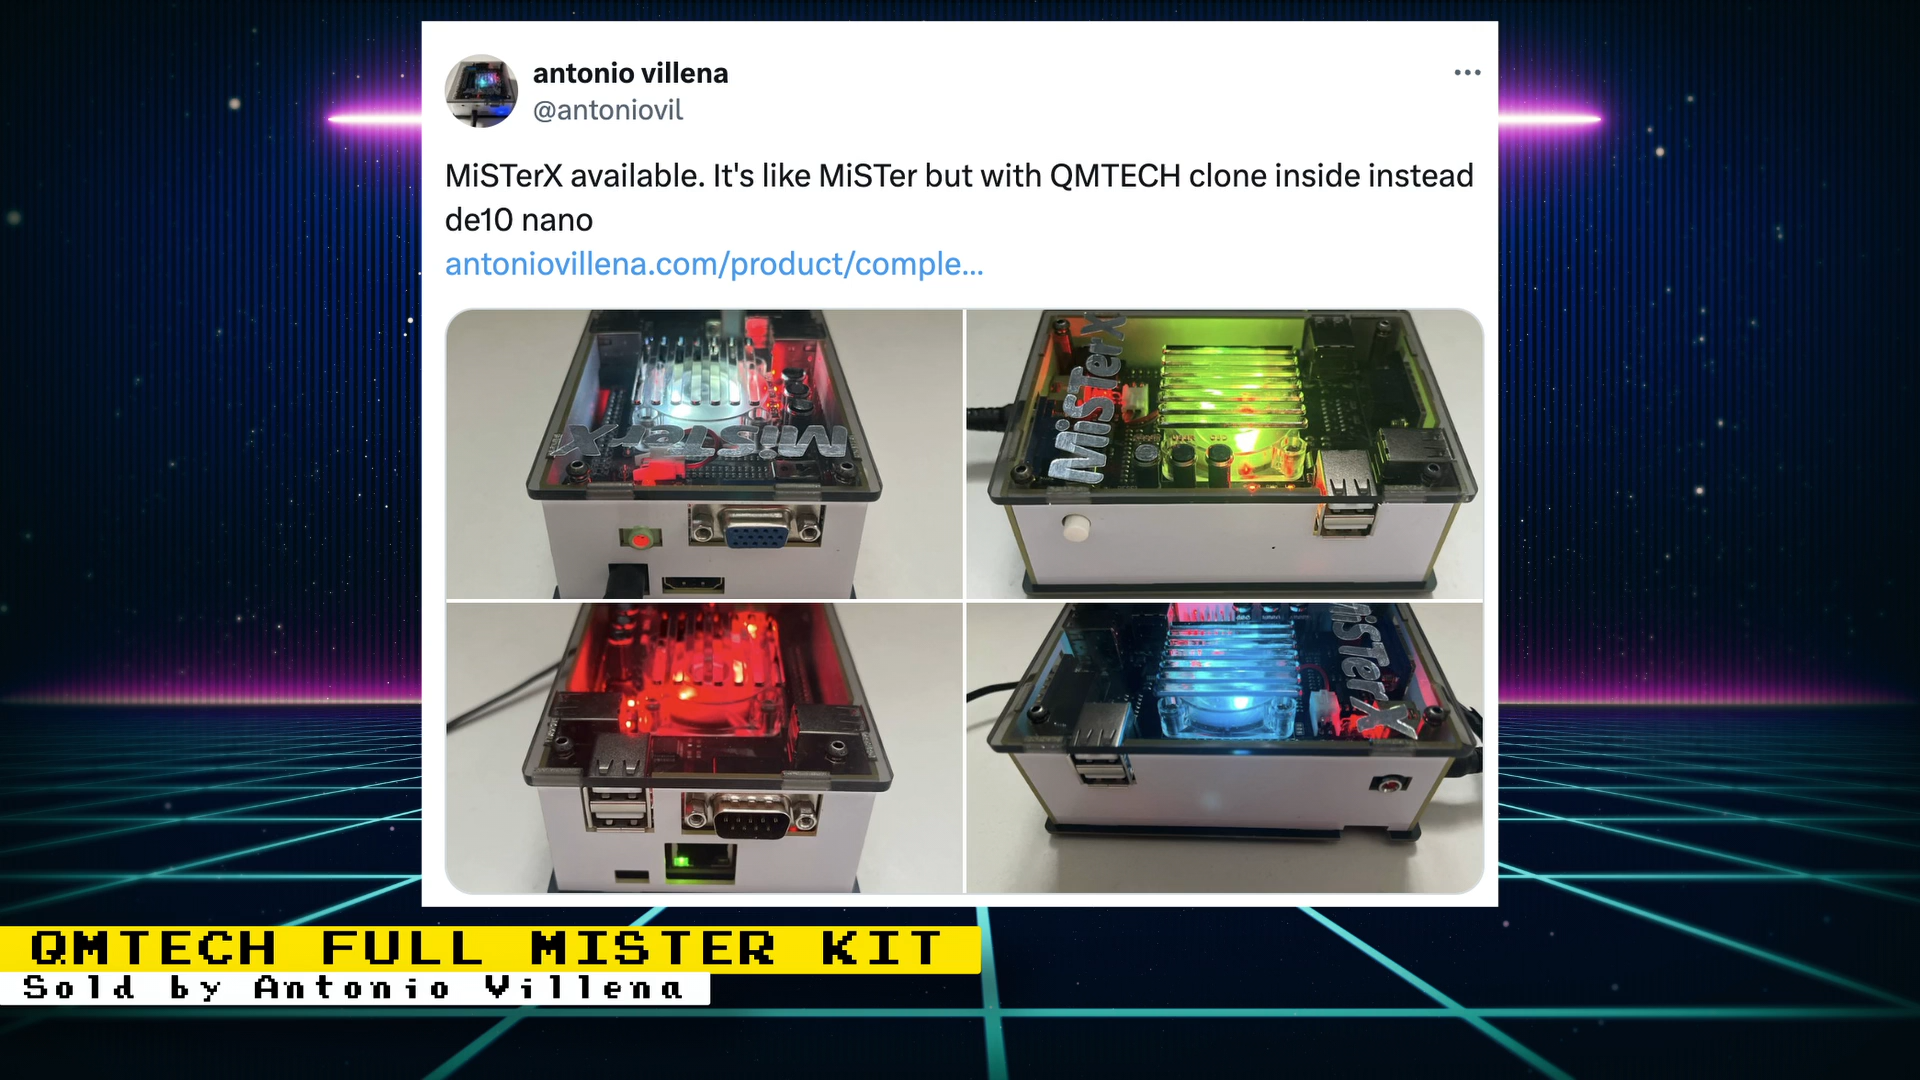 antonio villena
@antoniovil
MiSTerX available. It's like MiSTer but with QMTECH clone inside instead
de10 nano
antoniovillena.com/product/comple...
MiSTerX
MiSTerX
MiSTerX
QMTECH FULL MISTER KIT
Sold by Antonio Villena